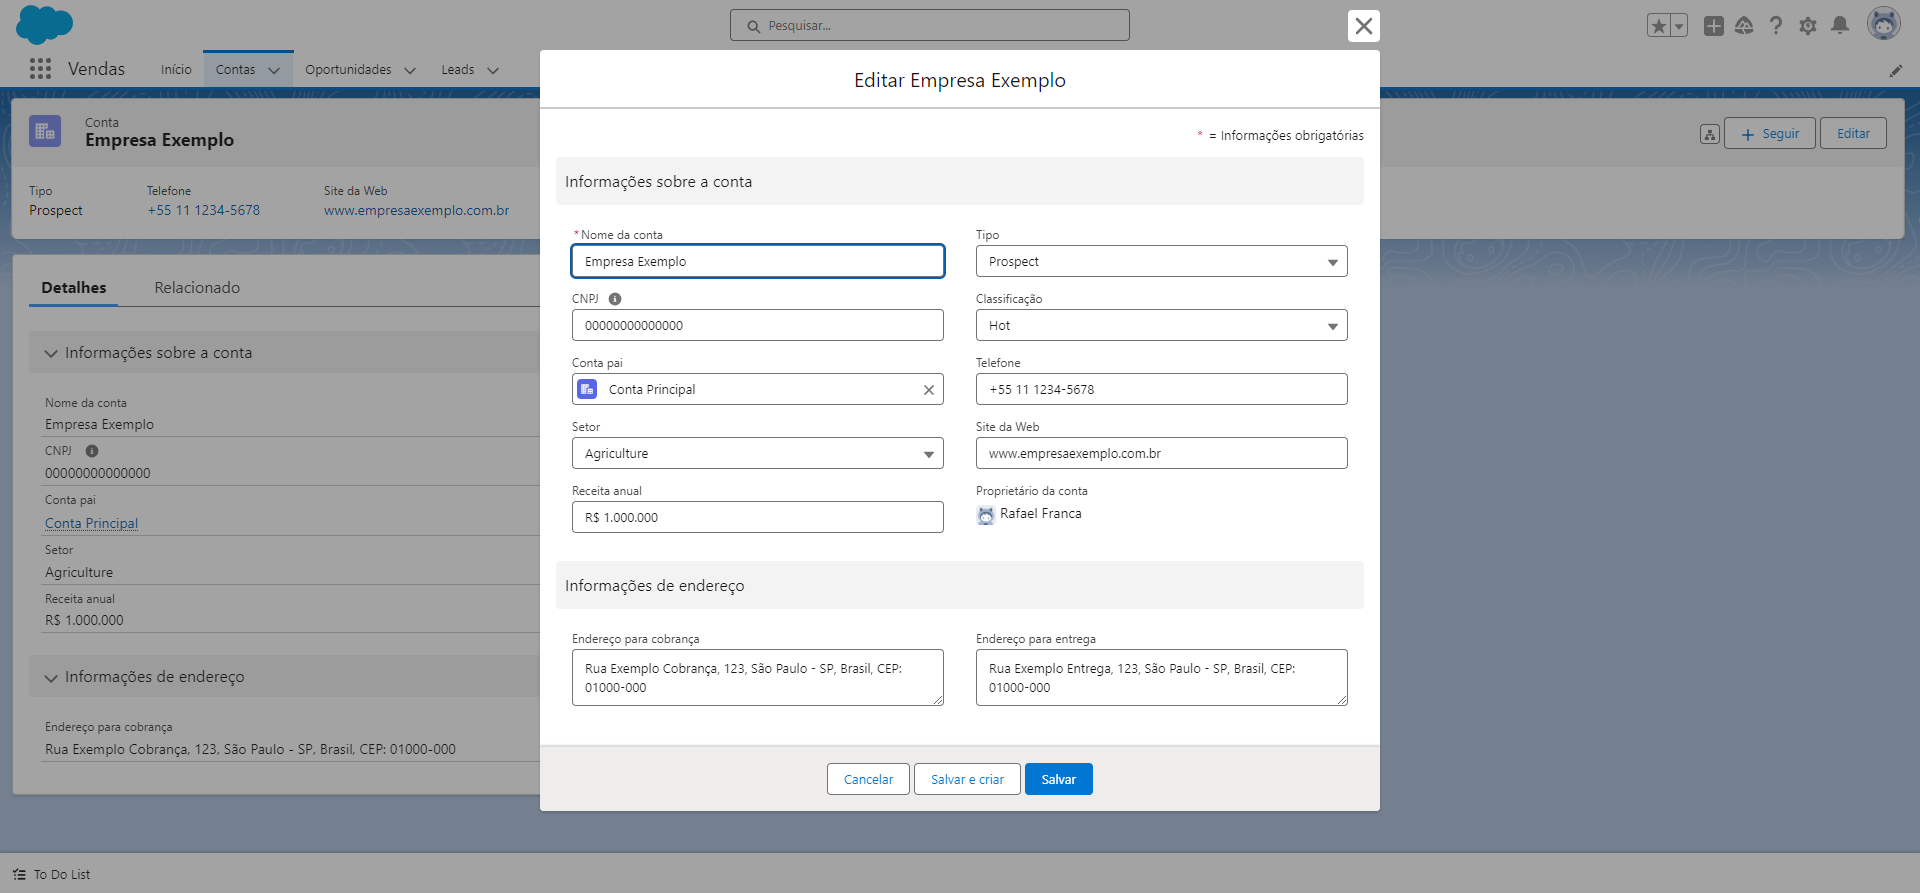 Pesquisar...
Vendas
Início
Contas
Oportunidades
Leads
Conta
Empresa Exemplo
Seguir
Editar
Tipo
Prospect
Telefone
+55 11 1234-5678
Site da Web
www.empresaexemplo.com.br
Detalhes
Relacionado
Informações sobre a conta
Nome da conta
Empresa Exemplo
CNPJ
00000000000000
Conta pai
Conta Principal
Setor
Agriculture
Receita anual
R$ 1.000.000
Informações de endereço
Endereço para cobrança
Rua Exemplo Cobrança, 123, São Paulo - SP, Brasil, CEP: 01000-000
Editar Empresa Exemplo
* = Informações obrigatórias
Informações sobre a conta
*Nome da conta
Empresa Exemplo
Tipo
Prospect
CNPJ
00000000000000
Classificação
Hot
Conta pai
Conta Principal
Telefone
+55 11 1234-5678
Setor
Agriculture
Site da Web
www.empresaexemplo.com.br
Receita anual
R$ 1.000.000
Proprietário da conta
Rafael Franca
Informações de endereço
Endereço para cobrança
Rua Exemplo Cobrança, 123, São Paulo - SP, Brasil, CEP:
01000-000
Endereço para entrega
Rua Exemplo Entrega, 123, São Paulo - SP, Brasil, CEP:
01000-000
Cancelar
Salvar e criar
Salvar
To Do List